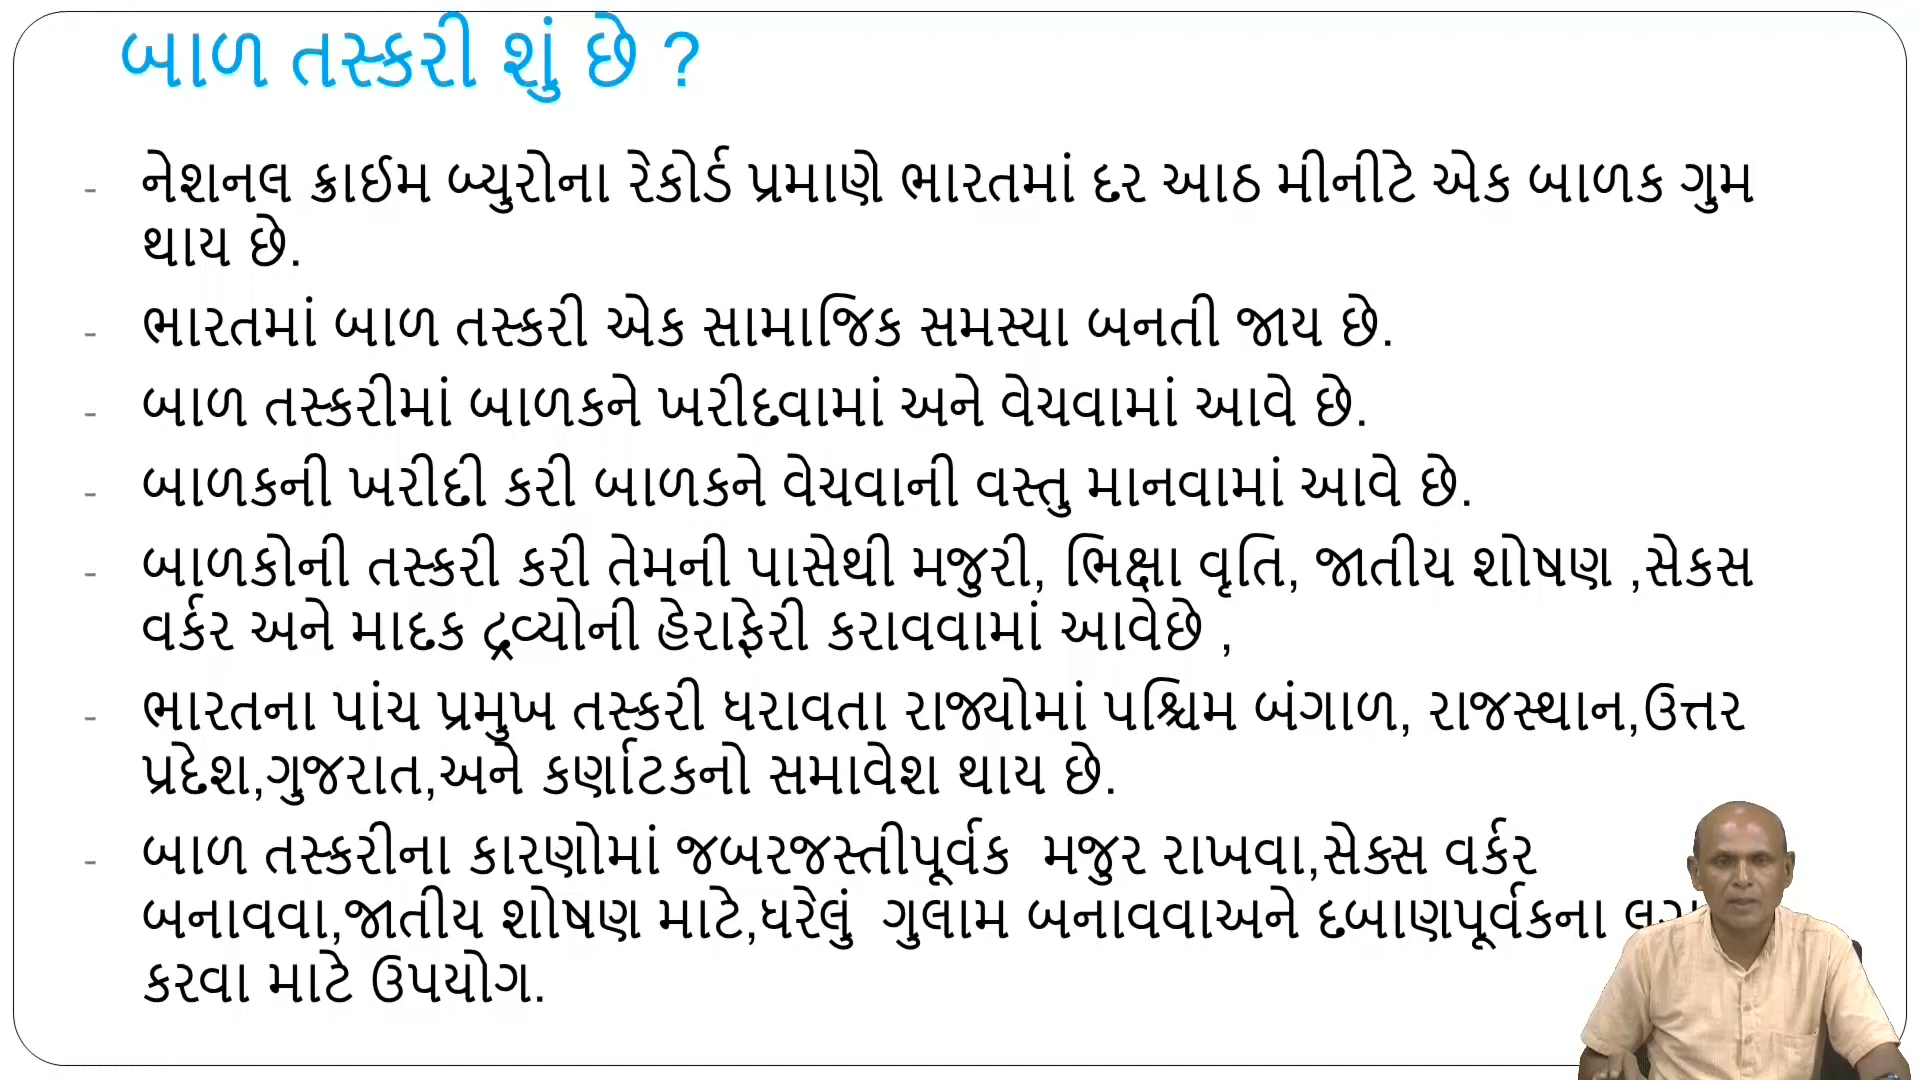 બાળ તસ્કરી શું છે ?
- નેશનલ ક્રાઈમ બ્યુરોના રેકોર્ડ પ્રમાણે ભારતમાં દર આઠ મીનીટે એક બાળક ગુમ
થાય છે.
- ભારતમાં બાળ તસ્કરી એક સામાજિક સમસ્યા બનતી જાય છે.
- બાળ તસ્કરીમાં બાળકને ખરીદવામાં અને વેચવામાં આવે છે.
- બાળકની ખરીદી કરી બાળકને વેચવાની વસ્તુ માનવામાં આવે છે.
- બાળકોની તસ્કરી કરી તેમની પાસેથી મજુરી, ભિક્ષા વૃતિ, જાતીય શોષણ ,સેકસ
વર્કર અને માદક દ્રવ્યોની હેરાફેરી કરાવવામાં આવેછે ,
- ભારતના પાંચ પ્રમુખ તસ્કરી ધરાવતા રાજ્યોમાં પશ્ચિમ બંગાળ, રાજસ્થાન,ઉત્તર
પ્રદેશ,ગુજરાત,અને કર્ણાટકનો સમાવેશ થાય છે.
- બાળ તસ્કરીના કારણોમાં જબરજસ્તીપૂર્વક મજુર રાખવા,સેક્સ વર્કર
બનાવવા,જાતીય શોષણ માટે,ધરેલું ગુલામ બનાવવાઅને દબાણપૂર્વકના
કરવા માટે ઉપયોગ.